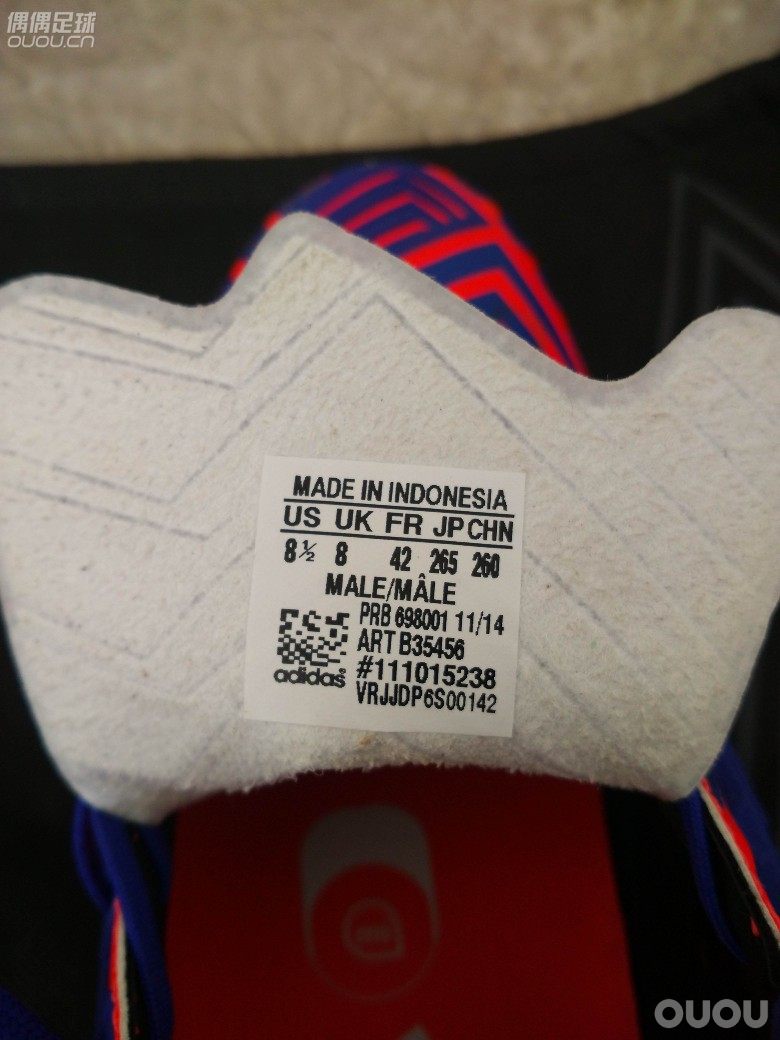 偶偶足球
OUOU.CN
MADE IN INDONESIA
US UK FR JP CHN
8½ 8 42 265 260
MALE/MÂLE
PRB 698001 11/14
ART B35456
#111015238
adidas®
VRJJDP6S00142
OUOU